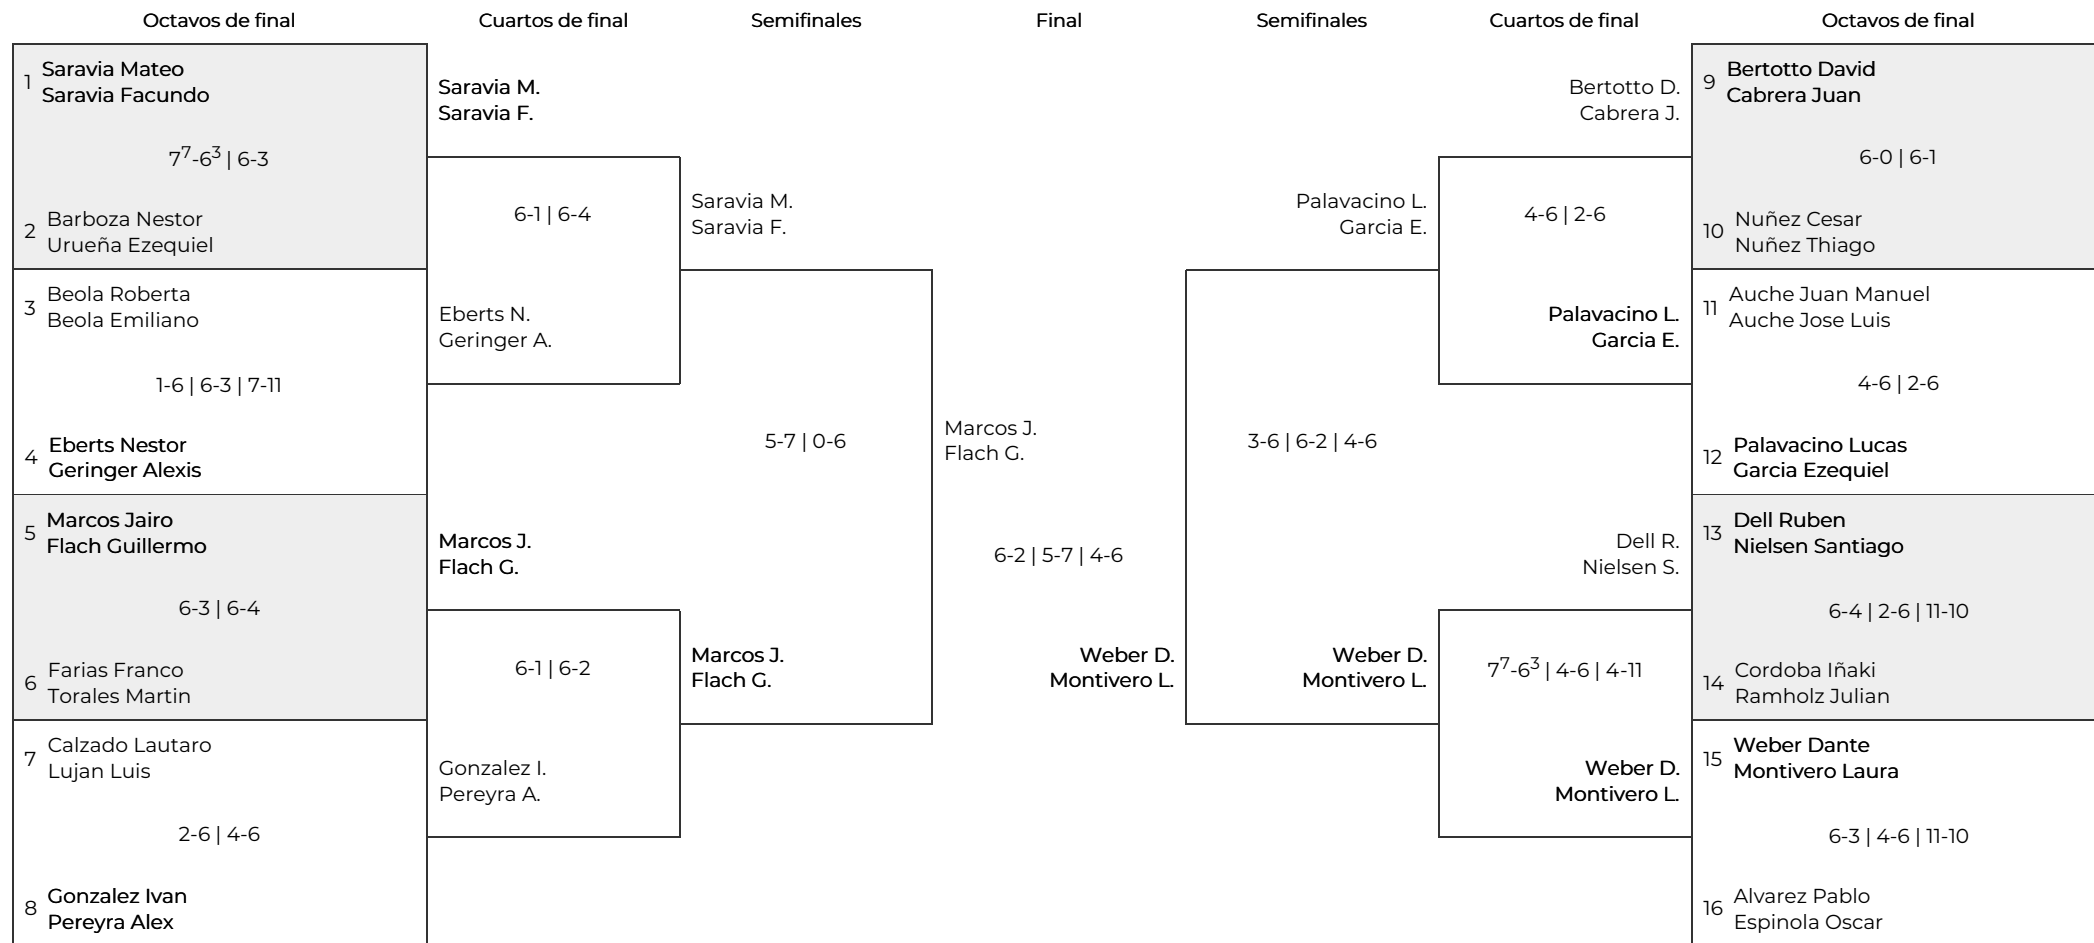 Octavos de final
Cuartos de final
Semifinales
Final
Semifinales
Cuartos de final
Octavos de final
1
Saravia Mateo
Saravia Facundo
7⁷-6³ | 6-3
2
Barboza Nestor
Urueña Ezequiel
3
Beola Roberta
Beola Emiliano
1-6 | 6-3 | 7-11
4
Eberts Nestor
Geringer Alexis
5
Marcos Jairo
Flach Guillermo
6-3 | 6-4
6
Farias Franco
Torales Martin
7
Calzado Lautaro
Lujan Luis
2-6 | 4-6
8
Gonzalez Ivan
Pereyra Alex
Saravia M.
Saravia F.
6-1 | 6-4
Eberts N.
Geringer A.
Marcos J.
Flach G.
6-1 | 6-2
Gonzalez I.
Pereyra A.
Saravia M.
Saravia F.
5-7 | 0-6
Marcos J.
Flach G.
Marcos J.
Flach G.
6-2 | 5-7 | 4-6
Weber D.
Montivero L.
Palavacino L.
Garcia E.
3-6 | 6-2 | 4-6
Weber D.
Montivero L.
Bertotto D.
Cabrera J.
4-6 | 2-6
Palavacino L.
Garcia E.
Dell R.
Nielsen S.
7⁷-6³ | 4-6 | 4-11
Weber D.
Montivero L.
9
Bertotto David
Cabrera Juan
6-0 | 6-1
10
Nuñez Cesar
Nuñez Thiago
11
Auche Juan Manuel
Auche Jose Luis
4-6 | 2-6
12
Palavacino Lucas
Garcia Ezequiel
13
Dell Ruben
Nielsen Santiago
6-4 | 2-6 | 11-10
14
Cordoba Iñaki
Ramholz Julian
15
Weber Dante
Montivero Laura
6-3 | 4-6 | 11-10
16
Alvarez Pablo
Espinola Oscar